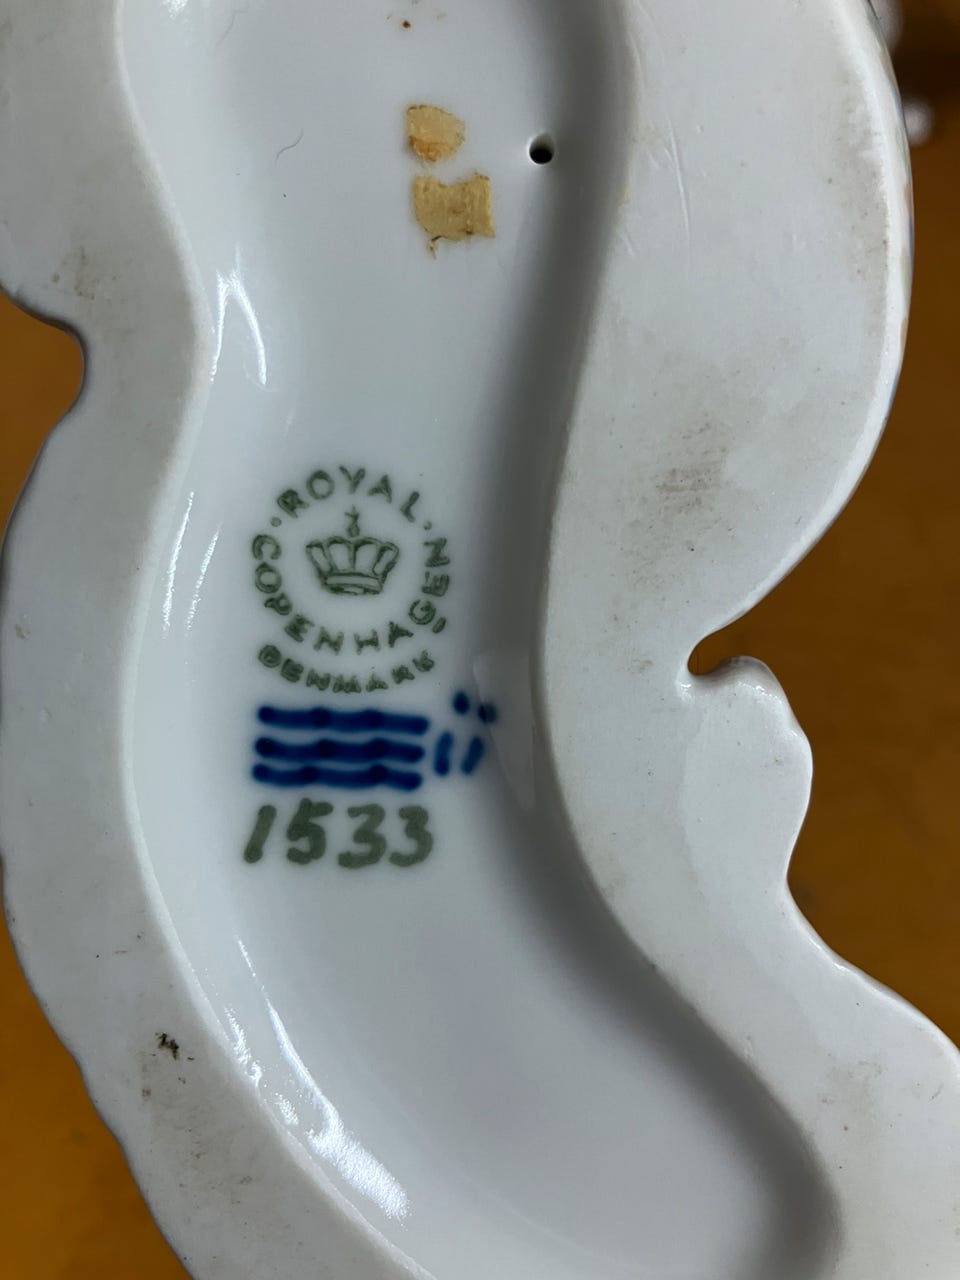 ROYAL
COPENHAGEN
DENMARK
1533